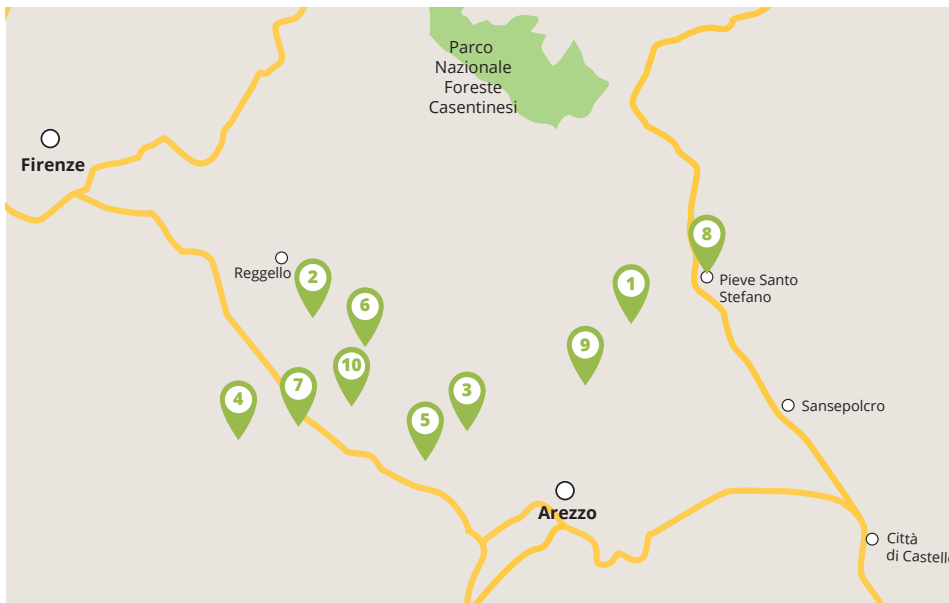 Parco
Nazionale
Foreste
Casentinesi
Firenze
8
Reggello
2
1
Pieve Santo
Stefano
6
9
10
7
3
4
5
Sansepolcro
Arezzo
Città
di Castell